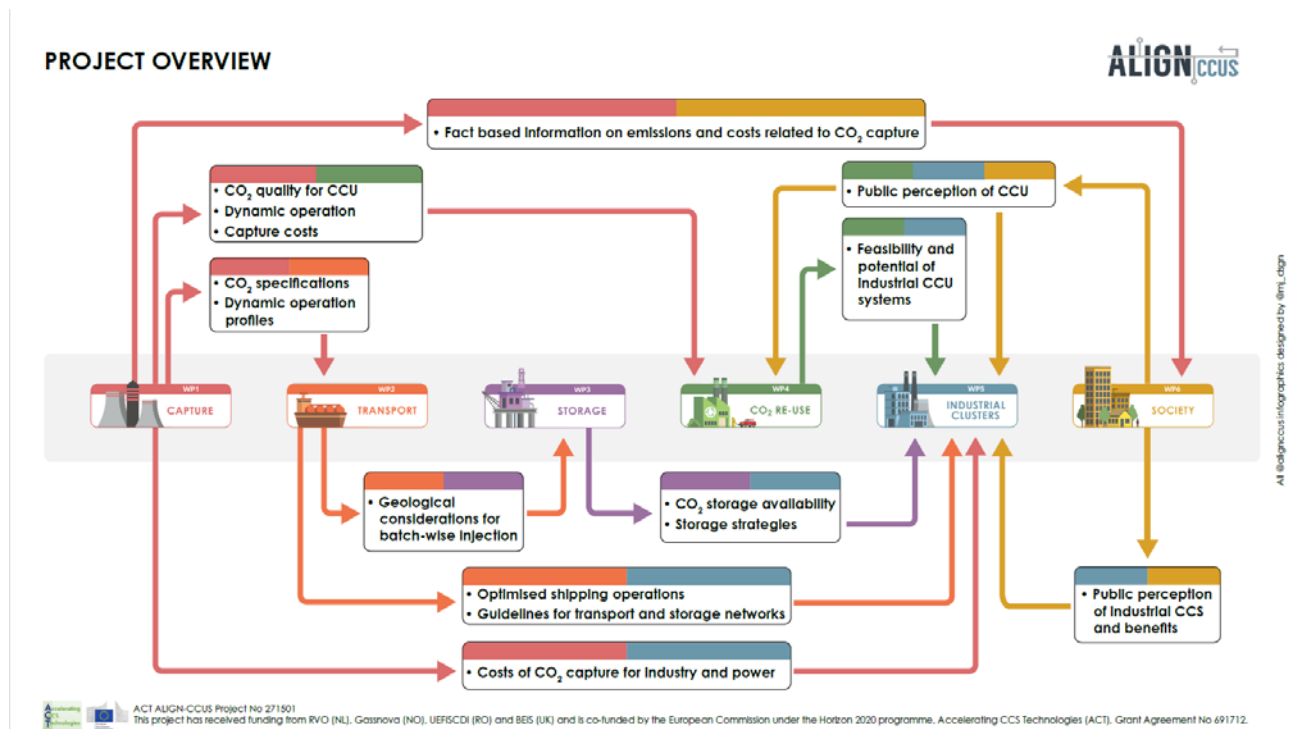 PROJECT OVERVIEW
ALIGN CCUS
• Fact based information on emissions and costs related to CO₂ capture
• CO₂ quality for CCU
• Dynamic operation
• Capture costs
• Public perception of CCU
• Feasibility and
potential of
industrial CCU
systems
• CO₂ specifications
• Dynamic operation
profiles
WP1
CAPTURE
WP2
TRANSPORT
WP3
STORAGE
WP4
CO₂ RE-USE
WP5
INDUSTRIAL
CLUSTERS
WP6
SOCIETY
• Geological
considerations for
batch-wise injection
• CO₂ storage availability
• Storage strategies
• Optimised shipping operations
• Guidelines for transport and storage networks
• Public perception
of industrial CCS
and benefits
• Costs of CO₂ capture for industry and power
All @alignccus infographics designed by @mj_dsgn
Accelerating
CCS
Technologies
ACT ALIGN-CCUS Project No 271501
This project has received funding from RVO (NL), Gassnova (NO), UEFISCDI (RO) and BEIS (UK) and is co-funded by the European Commission under the Horizon 2020 programme, Accelerating CCS Technologies (ACT), Grant Agreement No 691712.